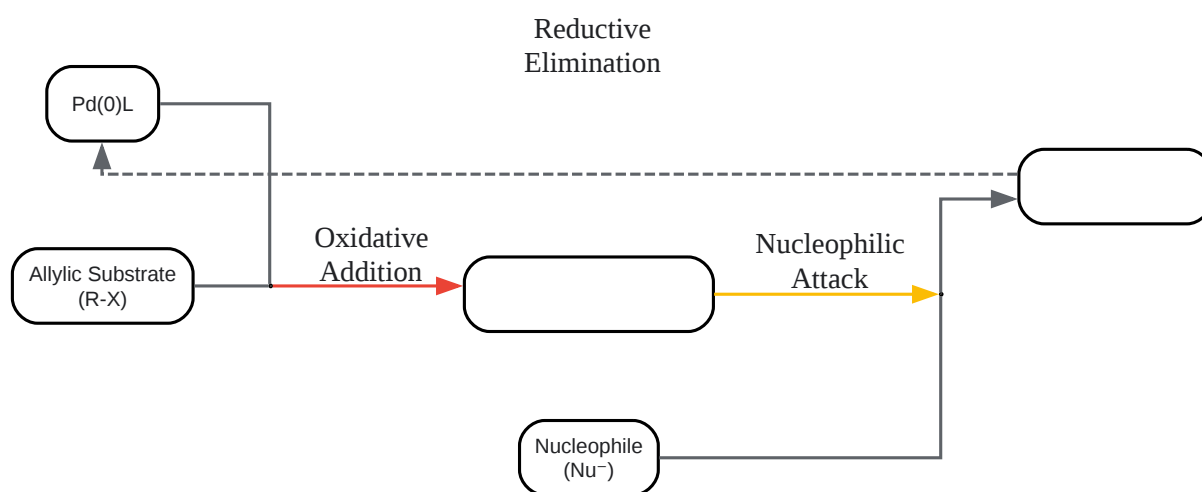 Reductive
Elimination
Pd(0)L
Oxidative
Addition
Nucleophilic
Attack
Allylic Substrate
(R-X)
Nucleophile
(Nu⁻)